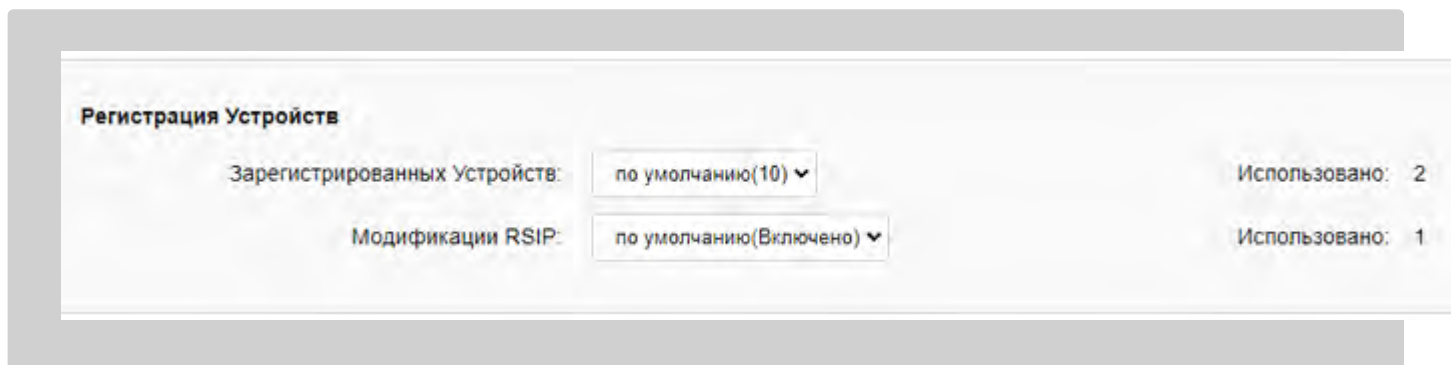 Регистрация Устройств
Зарегистрированных Устройств: по умолчанию(10) Использовано: 2
Модификации RSIP: по умолчанию(Включено) Использовано: 1